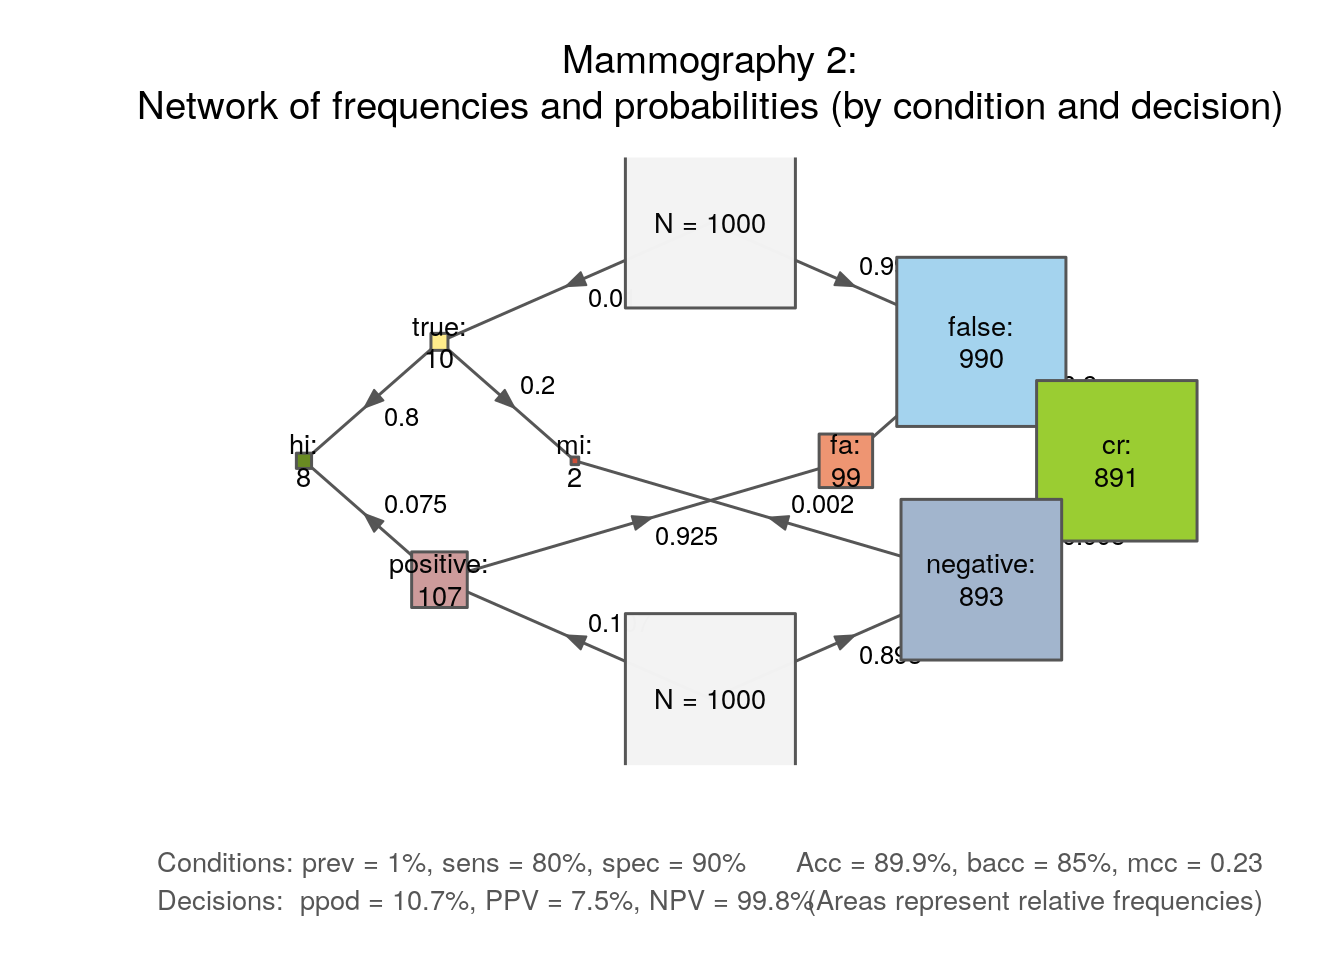 Mammography 2:
Network of frequencies and probabilities (by condition and decision)
N = 1000
0.9
0.0
true:
10
false:
990
0.2
0.8
hi:
8
mi:
2
fa:
99
cr:
891
0.075
0.002
0.925
positive:
107
negative:
893
0.107
0.893
N = 1000
Conditions: prev = 1%, sens = 80%, spec = 90%
Acc = 89.9%, bacc = 85%, mcc = 0.23
Decisions: ppod = 10.7%, PPV = 7.5%, NPV = 99.8%
(Areas represent relative frequencies)